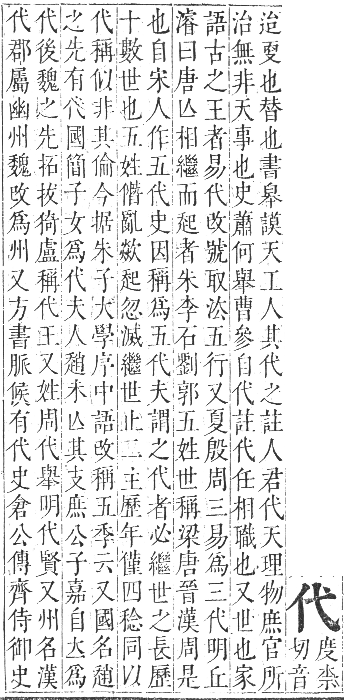 代
度柰
切音
迨㪅也替也書皐謨天工人其代之註人君代天理物庶官所
治無非天事也史蕭何舉曹參自代註代任相職也又世也家
語古之王者易代改號取法五行又夏殷周三易爲三代明丘
濬曰唐亾相繼而起者朱李石劉郭五姓世稱梁唐晉漢周是
也自宋人作五代史因稱爲五代夫謂之代者必繼世之長歷
十數世也五姓僭亂歘起忽滅繼世止二主歷年僅四稔同以
代稱似非其倫今据朱子大學序中語改稱五季云又國名趙
之先有代國簡子女爲代夫人趙未亾其支庶公子嘉自立爲
代後魏之先拓拔猗盧稱代王又姓周代舉明代賢又州名漢
代郡屬幽州魏改爲州又方書脈候有代史倉公傳齊侍御史